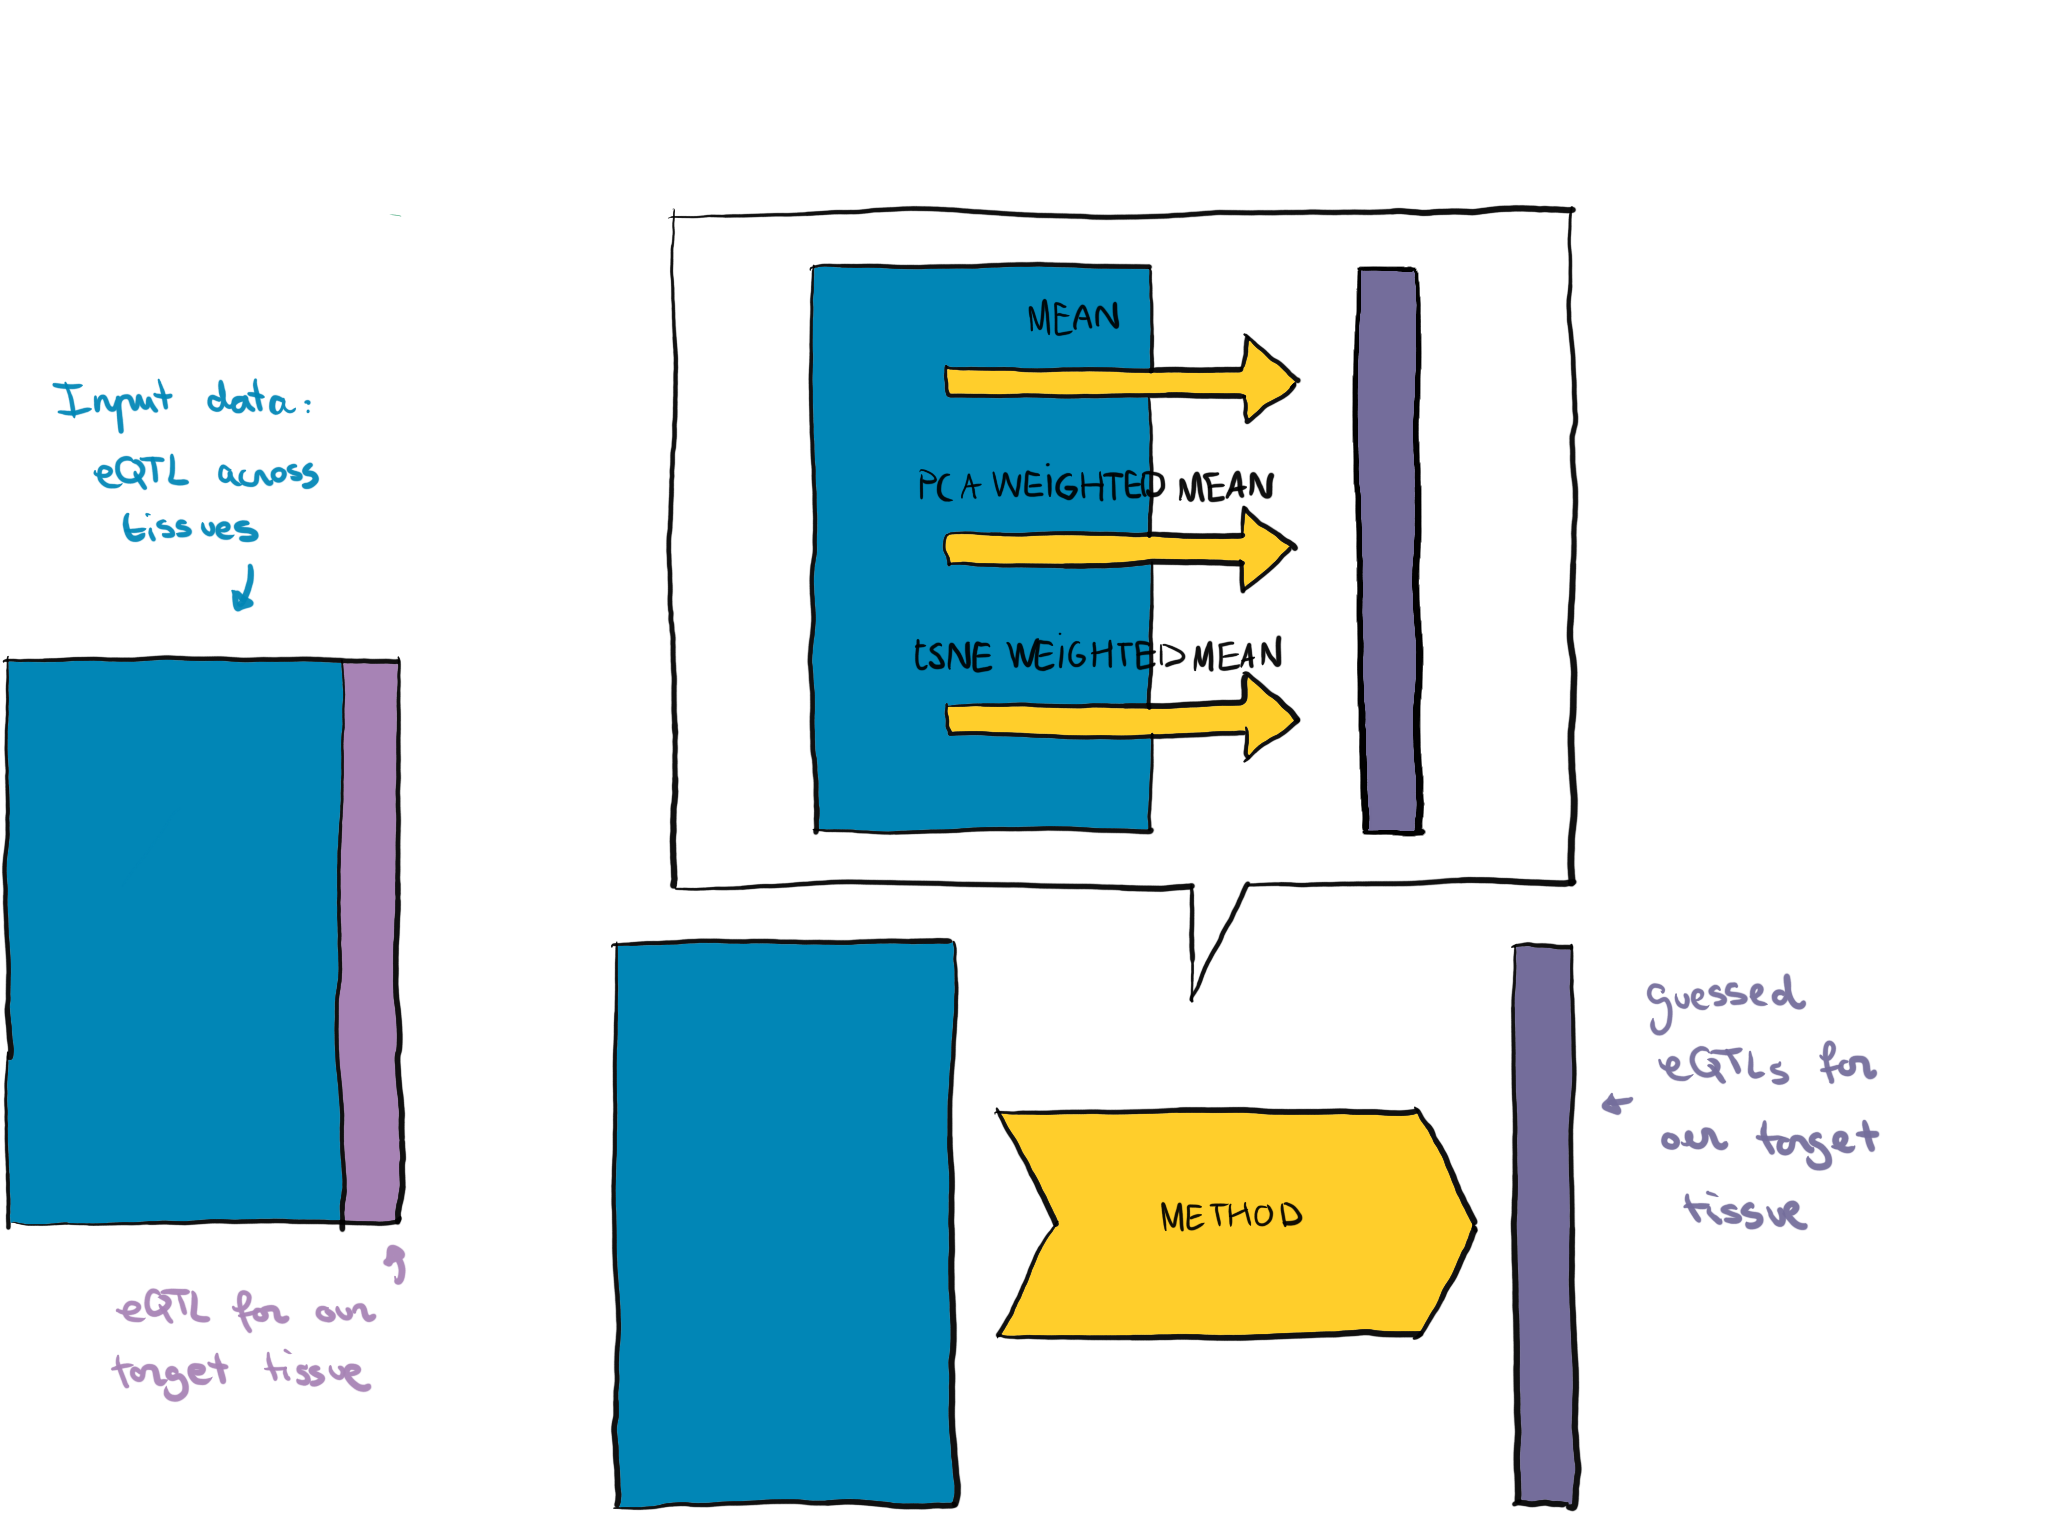 Input data:
eQTL across
tissues
eQTL for our
target tissue
MEAN
PCA WEIGHTED MEAN
tSNE WEIGHTED MEAN
METHOD
guessed
eQTLs for
our target
tissue